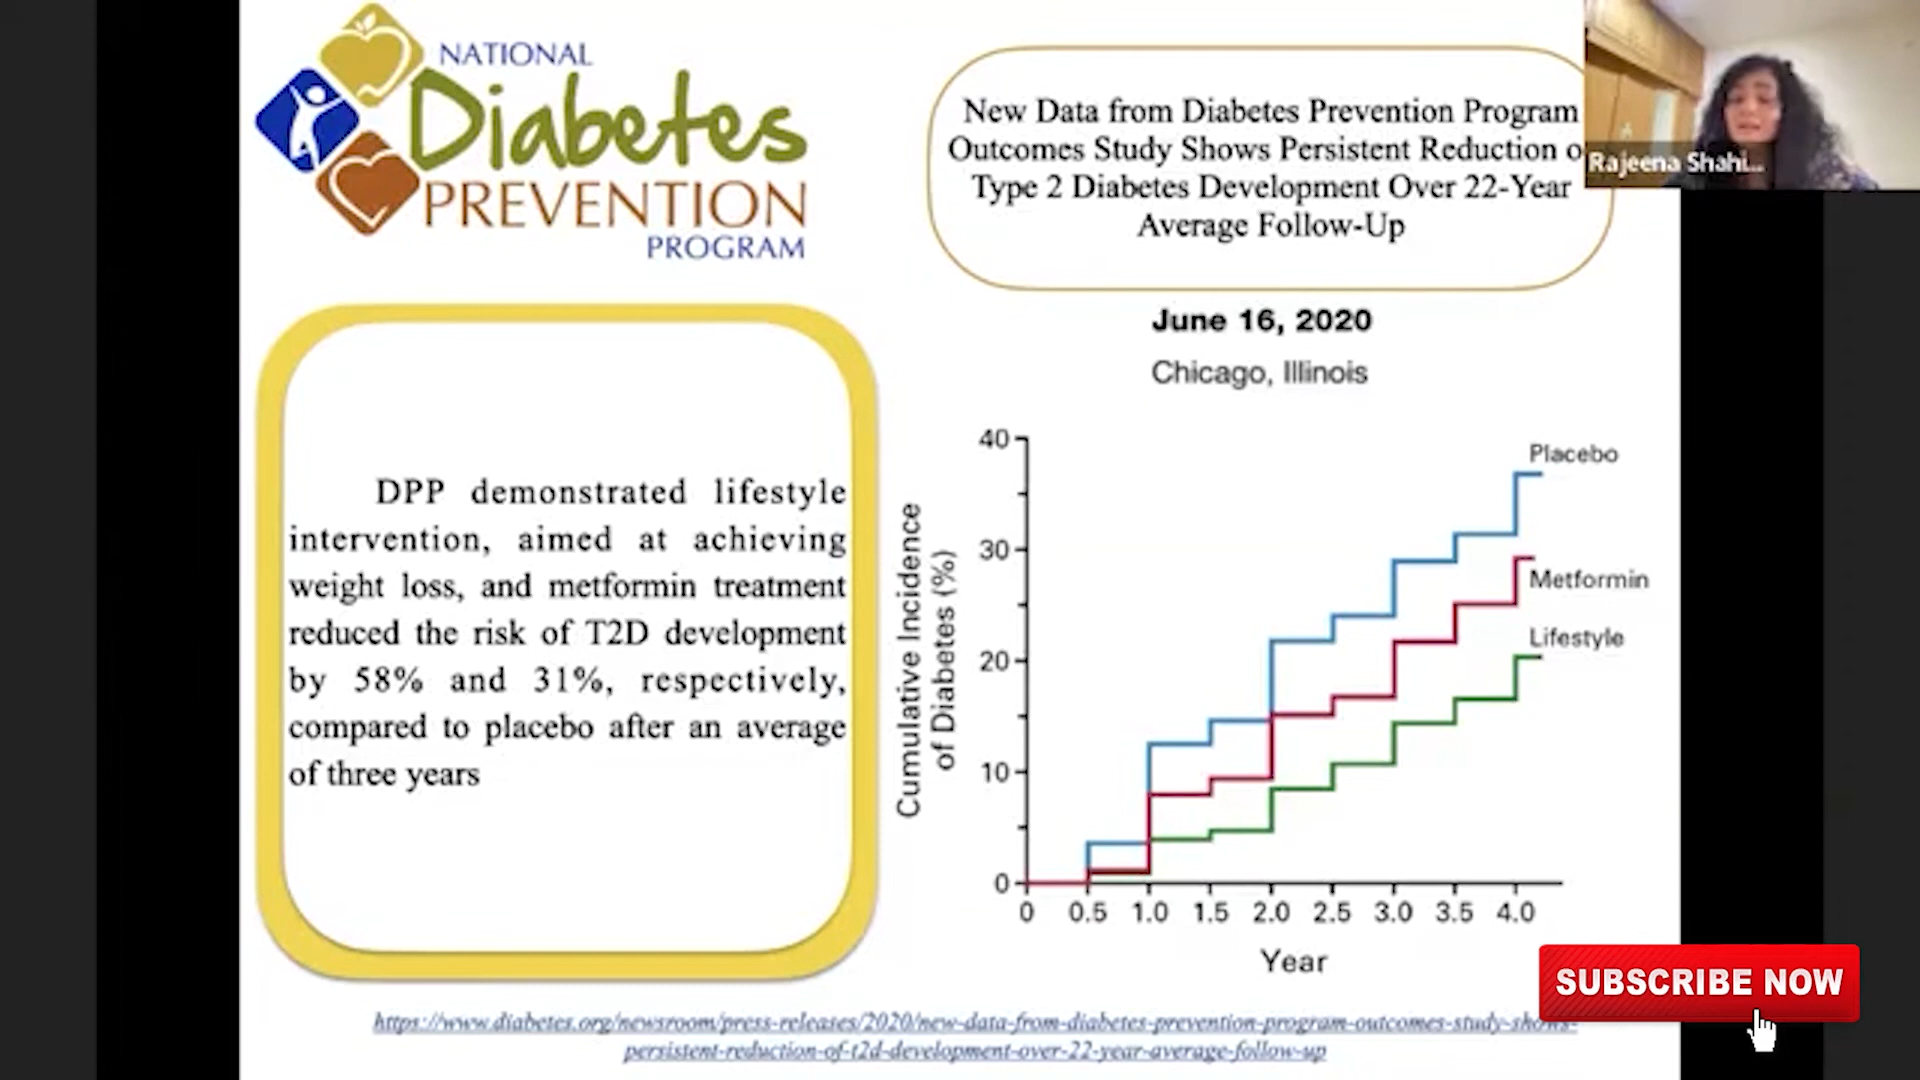 NATIONAL
Diabetes
PREVENTION
PROGRAM
New Data from Diabetes Prevention Program
Outcomes Study Shows Persistent Reduction o
Type 2 Diabetes Development Over 22-Year
Average Follow-Up
Rajeena Shahi...
June 16, 2020
Chicago, Illinois
DPP demonstrated lifestyle
intervention, aimed at achieving
weight loss, and metformin treatment
reduced the risk of T2D development
by 58% and 31%, respectively,
compared to placebo after an average
of three years
Cumulative Incidence
of Diabetes (%)
40
30
20
10
0
Placebo
Metformin
Lifestyle
0 0.5 1.0 1.5 2.0 2.5 3.0 3.5 4.0
Year
SUBSCRIBE NOW
https://www.diabetes.org/newsroom/press-releases/2020/new-data-from-diabetes-prevention-program-outcomes-study-shows-
persistent-reduction-of-t2d-development-over-22-year-average-follow-up